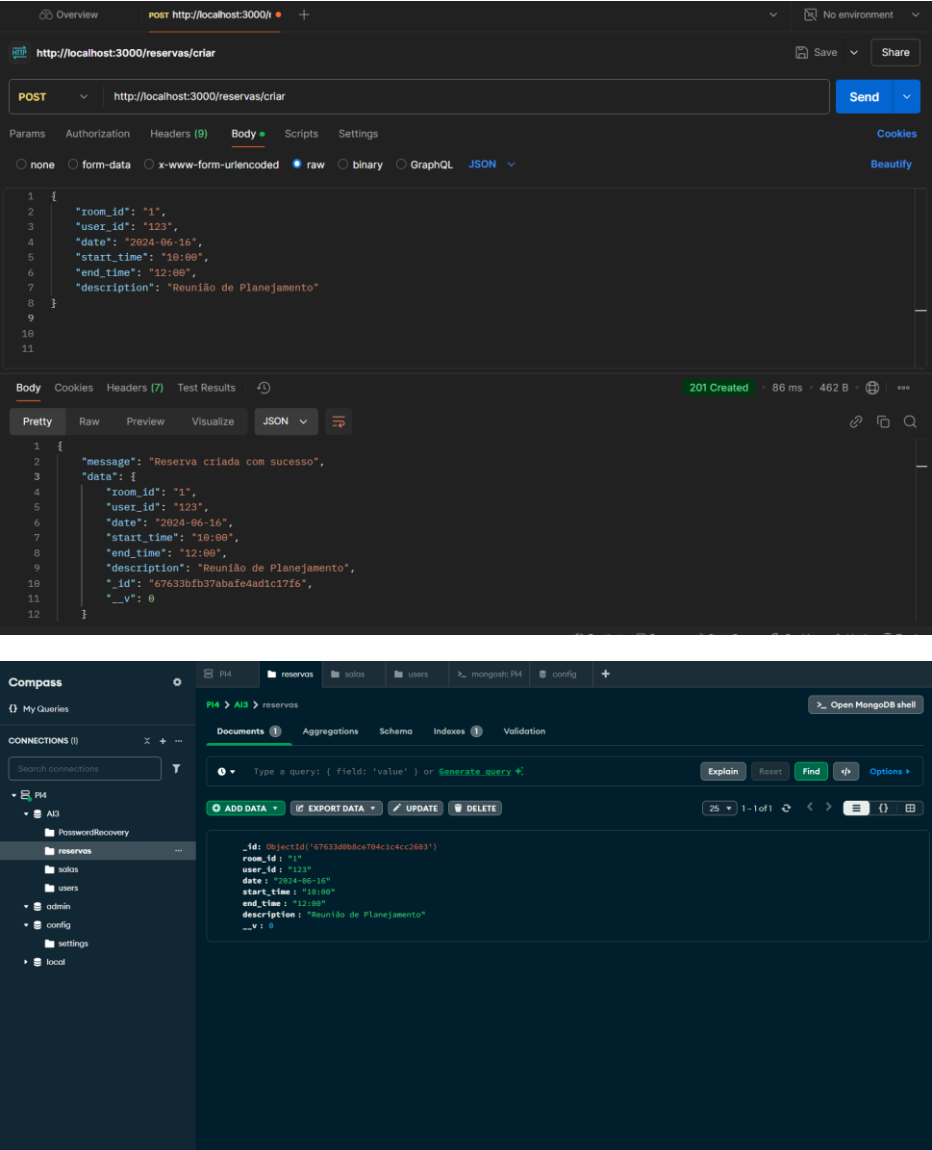 Overview
POST http://localhost:3000/r
No environment
HTTP http://localhost:3000/reservas/criar
Save
Share
POST http://localhost:3000/reservas/criar
Send
Params Authorization Headers (9) Body Scripts Settings
Cookies
none form-data x-www-form-urlencoded raw binary GraphQL JSON
Beautify
1 {
2 "room_id": "1",
3 "user_id": "123",
4 "date": "2024-06-16",
5 "start_time": "10:00",
6 "end_time": "12:00",
7 "description": "Reunião de Planejamento"
8 }
9
10
11
Body Cookies Headers (7) Test Results
201 Created 86 ms 462 B
Pretty Raw Preview Visualize JSON
1 {
2 "message": "Reserva criada com sucesso",
3 "data": {
4 "room_id": "1",
5 "user_id": "123",
6 "date": "2024-06-16",
7 "start_time": "10:00",
8 "end_time": "12:00",
9 "description": "Reunião de Planejamento",
10 "_id": "67633bfb37abafe4ad1c17f6",
11 "__v": 0
12 }
Compass
My Queries
CONNECTIONS (1)
Search connections
PI4
AI3
PasswordRecovery
reservas
salas
users
admin
config
settings
local
PI4 reservas salas users >_ mongosh: PI4 config +
PI4 > AI3 > reservas
>_ Open MongoDB shell
Documents 1 Aggregations Schema Indexes 1 Validation
Type a query: { field: 'value' } or Generate query
Explain Reset Find </> Options
ADD DATA EXPORT DATA UPDATE DELETE
25 1-1 of 1
_id: ObjectId('67633d0b8ce704c1c4cc2603')
room_id : "1"
user_id : "123"
date : "2024-06-16"
start_time : "10:00"
end_time : "12:00"
description : "Reunião de Planejamento"
__v : 0